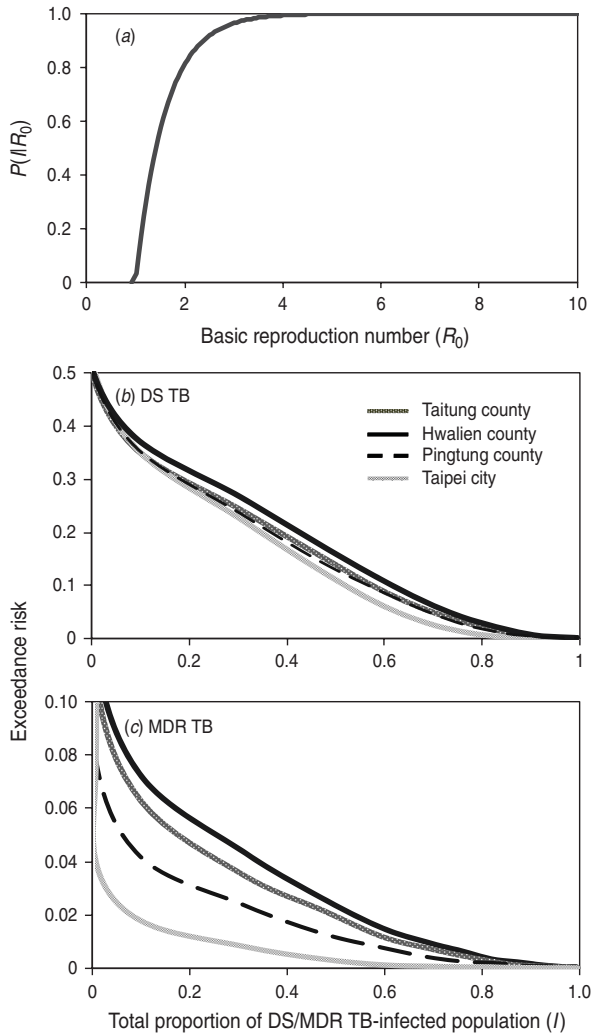 1.0
(a)
0.8
0.6
0.4
0.2
0
P(I|R0)
0 2 4 6 8 10
Basic reproduction number (R0)
0.5
(b) DS TB
0.4
0.3
0.2
0.1
0
Taitung county
Hwalien county
Pingtung county
Taipei city
0 0.2 0.4 0.6 0.8 1
Exceedance risk
0.10
(c) MDR TB
0.08
0.06
0.04
0.02
0
0 0.2 0.4 0.6 0.8 1.0
Total proportion of DS/MDR TB-infected population (I)